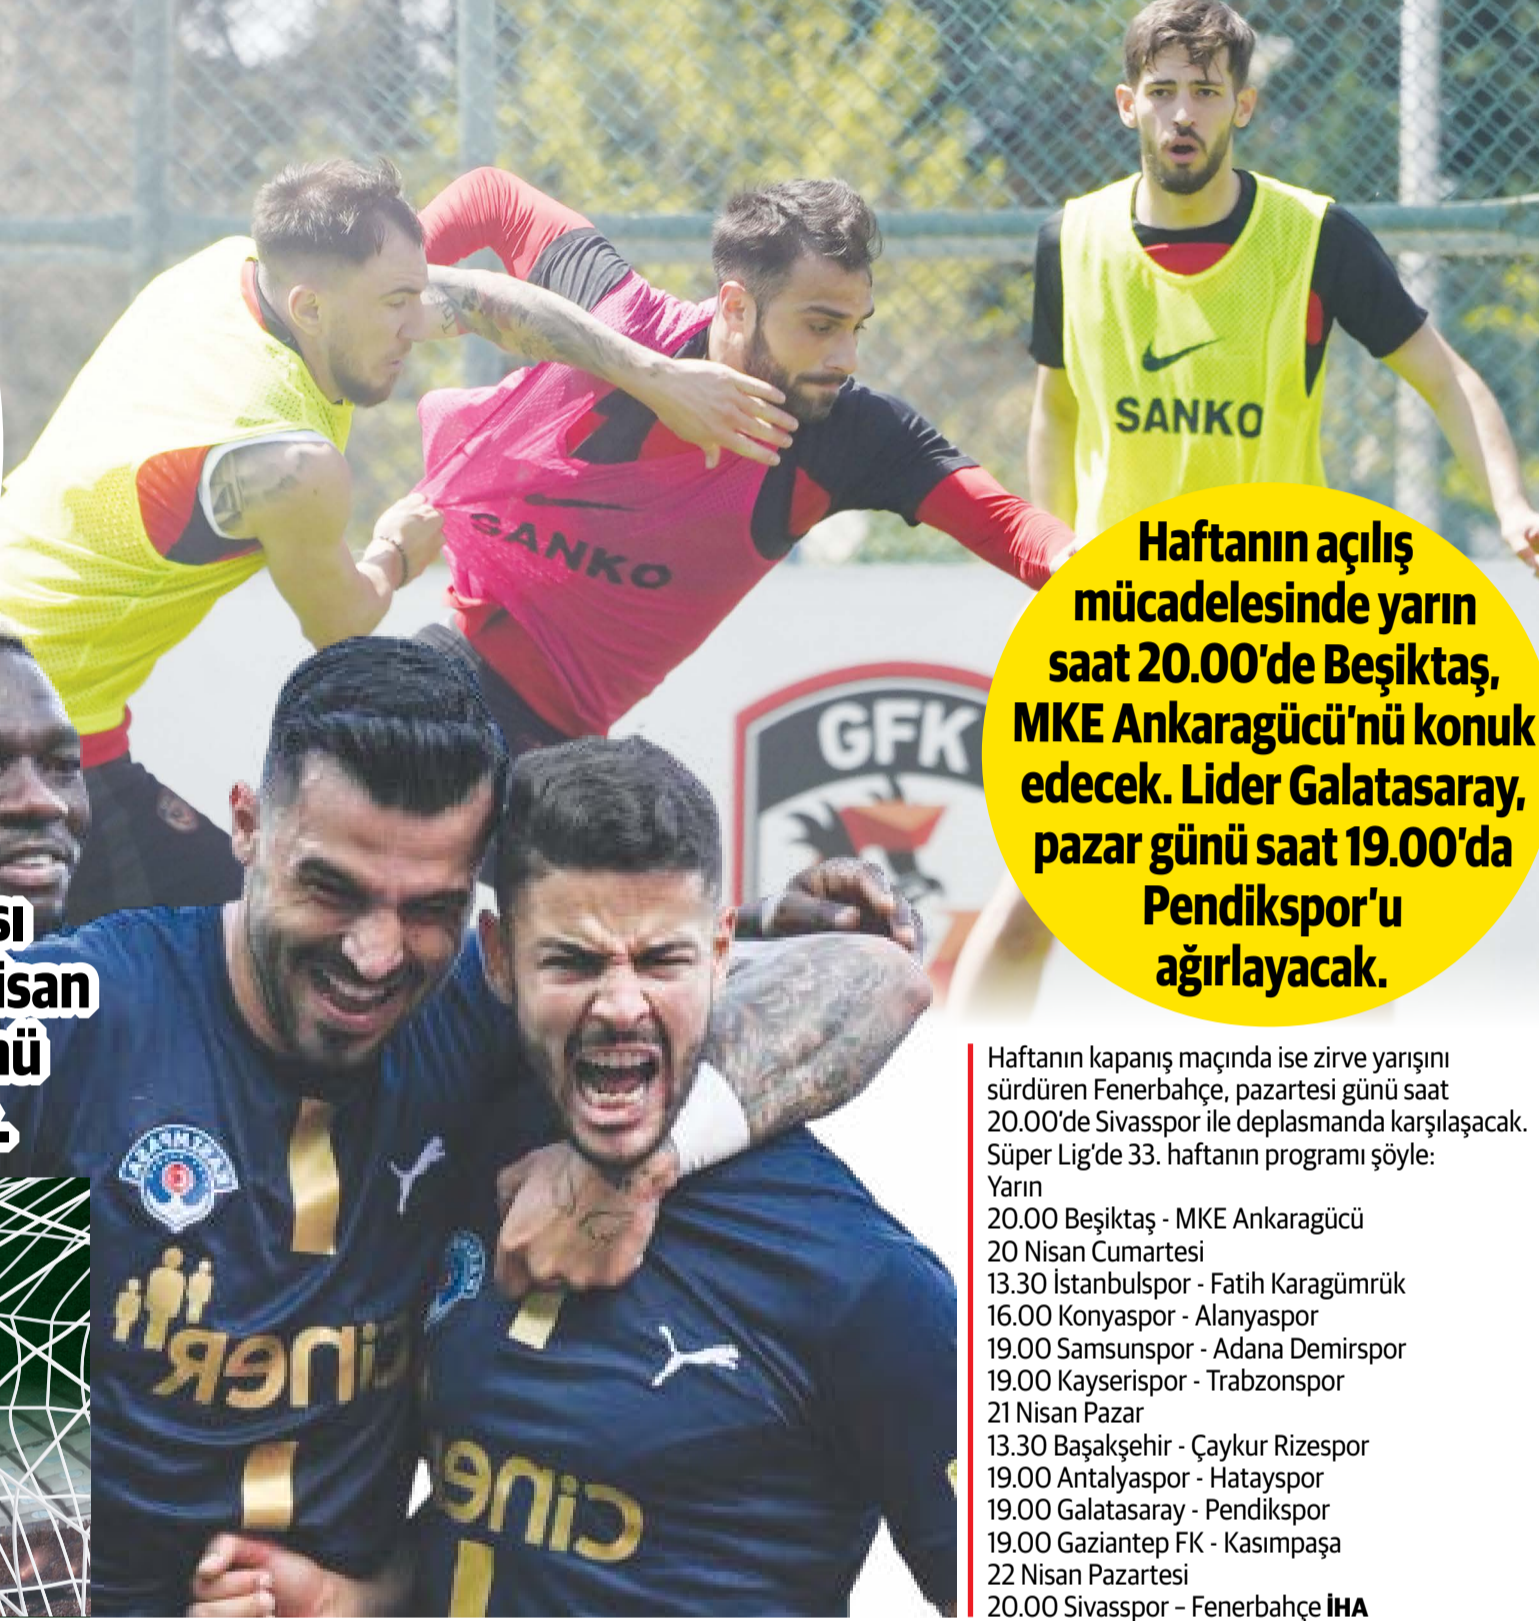 SANKO
SANKO
GFK
Haftanın açılış
mücadelesinde yarın
saat 20.00’de Beşiktaş,
MKE Ankaragücü’nü konuk
edecek. Lider Galatasaray,
pazar günü saat 19.00’da
Pendikspor’u
ağırlayacak.
sı
isan
nü
Haftanın kapanış maçında ise zirve yarışını
sürdüren Fenerbahçe, pazartesi günü saat
20.00’de Sivasspor ile deplasmanda karşılaşacak.
Süper Lig’de 33. haftanın programı şöyle:
Yarın
20.00 Beşiktaş - MKE Ankaragücü
20 Nisan Cumartesi
13.30 İstanbulspor - Fatih Karagümrük
16.00 Konyaspor - Alanyaspor
19.00 Samsunspor - Adana Demirspor
19.00 Kayserispor - Trabzonspor
21 Nisan Pazar
13.30 Başakşehir - Çaykur Rizespor
19.00 Antalyaspor - Hatayspor
19.00 Galatasaray - Pendikspor
19.00 Gaziantep FK - Kasımpaşa
22 Nisan Pazartesi
20.00 Sivasspor – Fenerbahçe İHA
ciner
cine